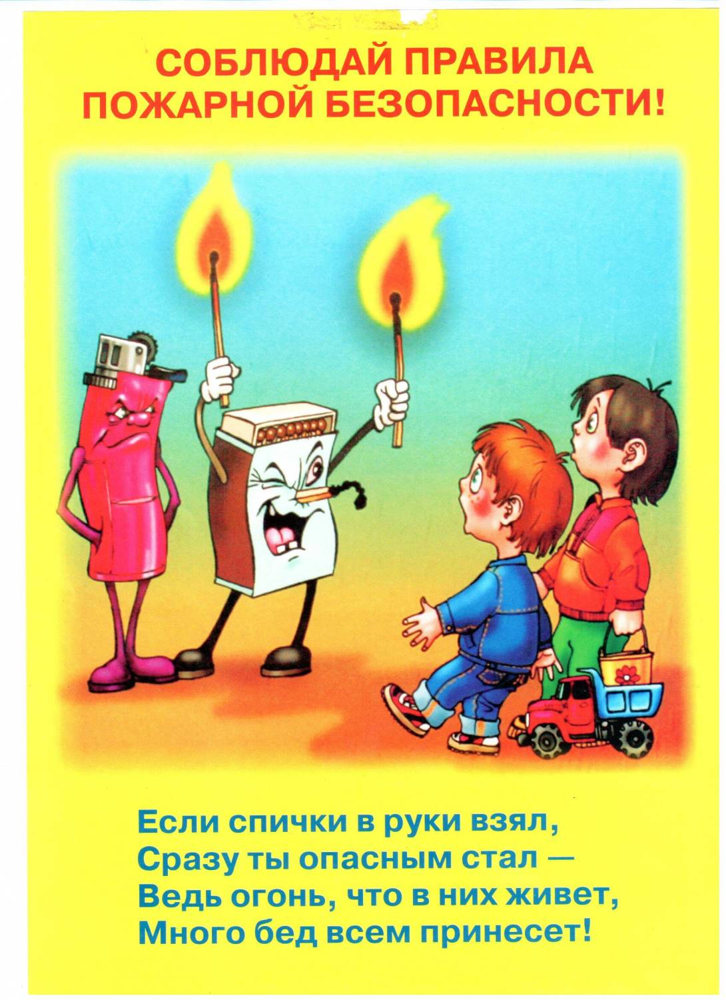 СОБЛЮДАЙ ПРАВИЛА
ПОЖАРНОЙ БЕЗОПАСНОСТИ!
Если спички в руки взял,
Сразу ты опасным стал —
Ведь огонь, что в них живет,
Много бед всем принесет!